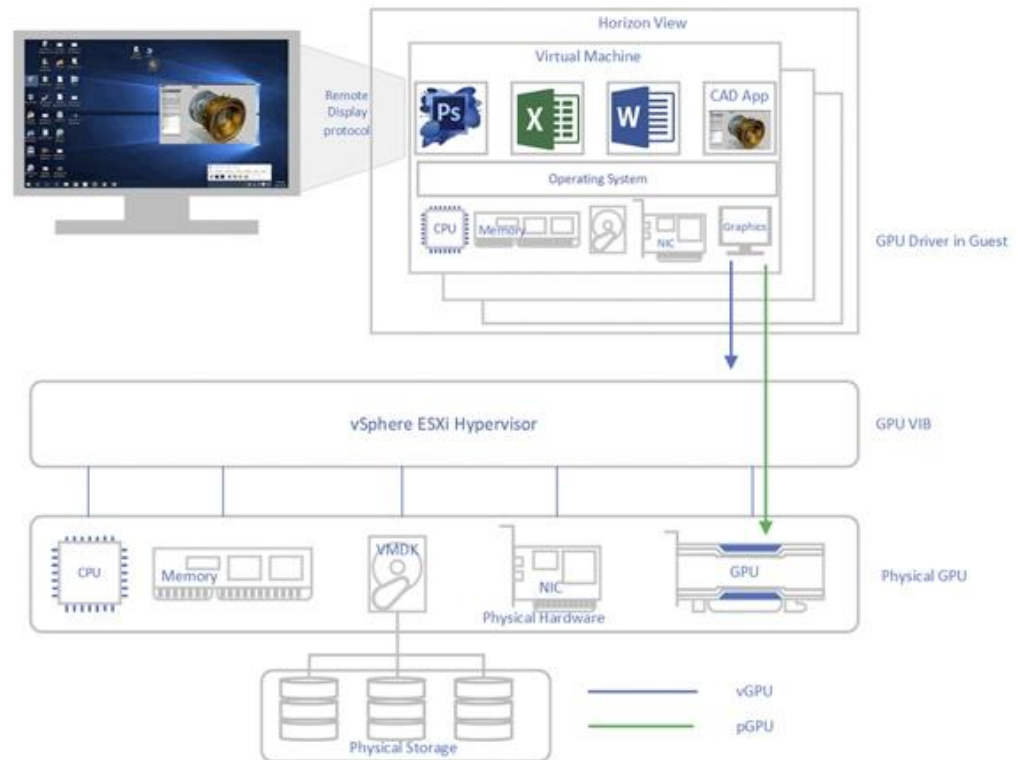 Horizon View
Virtual Machine
Remote
Display
protocol
Ps
X
W
CAD App
Operating System
CPU
Memory
NIC
Graphics
GPU Driver in Guest
vSphere ESXi Hypervisor
GPU VIB
CPU
Memory
VMDK
NIC
GPU
Physical GPU
Physical Hardware
vGPU
pGPU
Physical Storage